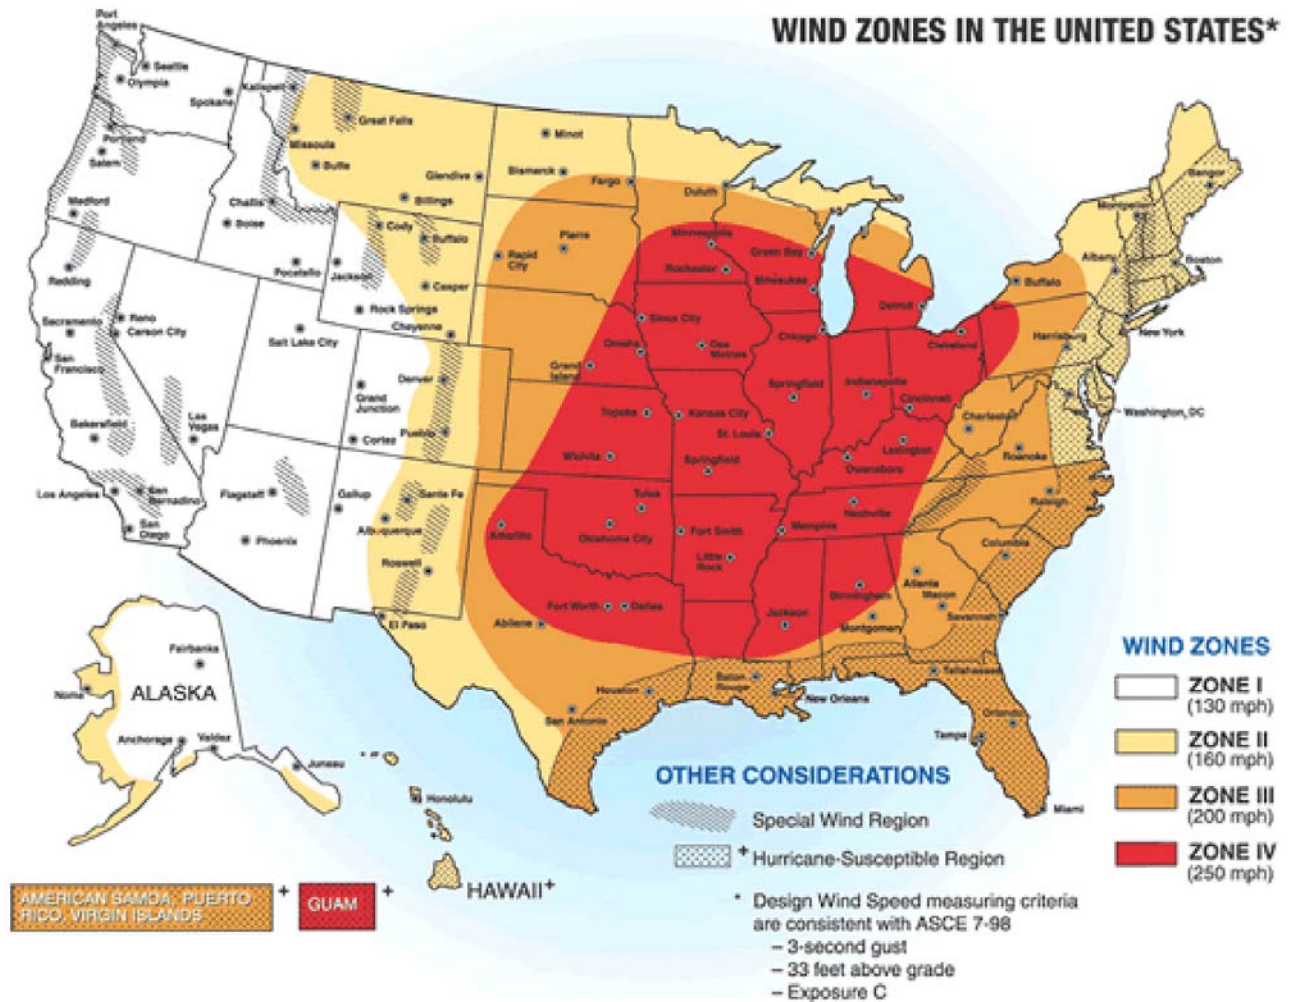 WIND ZONES IN THE UNITED STATES*
Port
Angeles
Seattle
Olympia
Spokane
Kalispell
Great Falls
Minot
Missoula
Butte
Glendive
Bismarck
Fargo
Duluth
Portland
Salem
Billings
Bangor
Montpelier
Medford
Challis
Boise
Cody
Buffalo
Pierre
Rapid
City
Minneapolis
Green Bay
Albany
Boston
Redding
Pocatello
Jackson
Casper
Rochester
Milwaukee
Buffalo
Detroit
Rock Springs
Cheyenne
Sioux City
New York
Sacramento
Reno
Carson City
Salt Lake City
Omaha
Des
Moines
Chicago
Cleveland
Harrisburg
San
Francisco
Grand
Island
Denver
Grand
Junction
Springfield
Indianapolis
Cincinnati
Washington, DC
Topeka
Kansas City
St. Louis
Charleston
Bakersfield
Las
Vegas
Cortez
Pueblo
Wichita
Springfield
Lexington
Owensboro
Roanoke
Los Angeles
San
Bernadino
Flagstaff
Gallup
Sante Fe
Tulsa
Nashville
Raleigh
San
Diego
Phoenix
Albuquerque
Amarillo
Oklahoma City
Fort Smith
Memphis
Columbia
Roswell
Little
Rock
Atlanta
Macon
El Paso
Fort Worth
Dallas
Abilene
Jackson
Birmingham
Montgomery
Savannah
Fairbanks
Nome
ALASKA
Anchorage
Valdez
Juneau
Houston
Baton
Rouge
New Orleans
Tallahassee
San Antonio
Orlando
Tampa
Miami
Honolulu
HAWAII+
AMERICAN SAMOA, PUERTO
RICO, VIRGIN ISLANDS
+
GUAM
+
OTHER CONSIDERATIONS
Special Wind Region
+ Hurricane-Susceptible Region
* Design Wind Speed measuring criteria
are consistent with ASCE 7-98
– 3-second gust
– 33 feet above grade
– Exposure C
WIND ZONES
ZONE I
(130 mph)
ZONE II
(160 mph)
ZONE III
(200 mph)
ZONE IV
(250 mph)